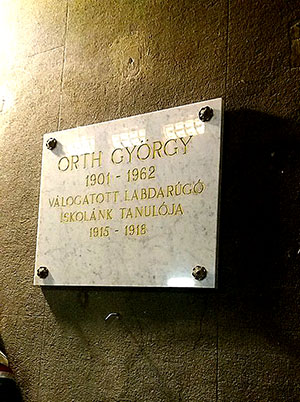 ORTH GYÖRGY
1901 - 1962
VÁLOGATOTT LABDARÚGÓ
ISKOLÁNK TANULÓJA
1915 - 1918